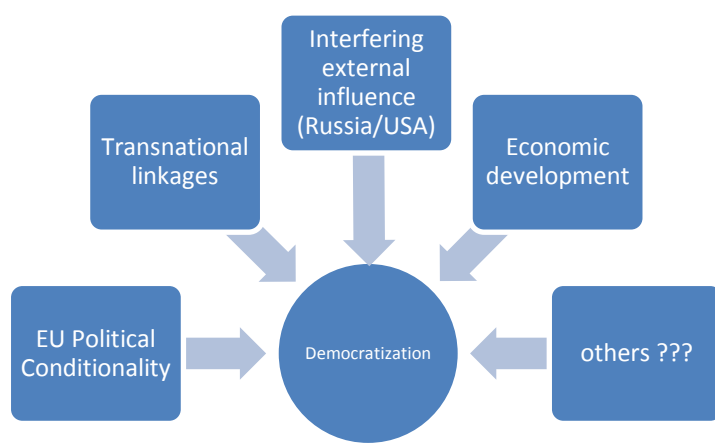 Interfering
external
influence
(Russia/USA)
Transnational
linkages
Economic
development
EU Political
Conditionality
Democratization
others ???